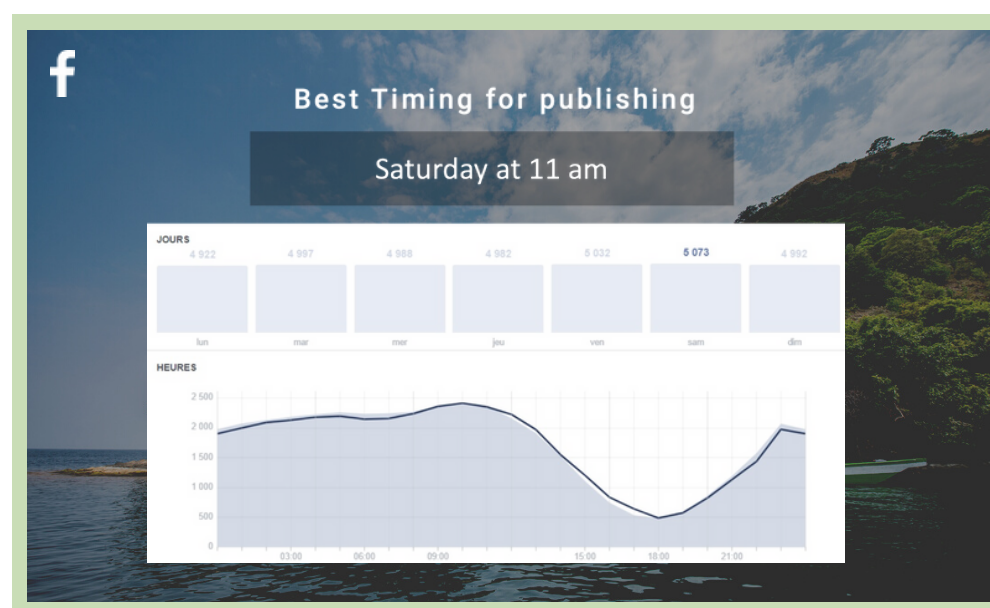 f
Best Timing for publishing
Saturday at 11 am
JOURS
4 922 4 997 4 988 4 982 5 032 5 073 4 992
lun mar mer jeu ven sam dim
HEURES
2 500
2 000
1 500
1 000
500
0
03:00 06:00 09:00 15:00 18:00 21:00